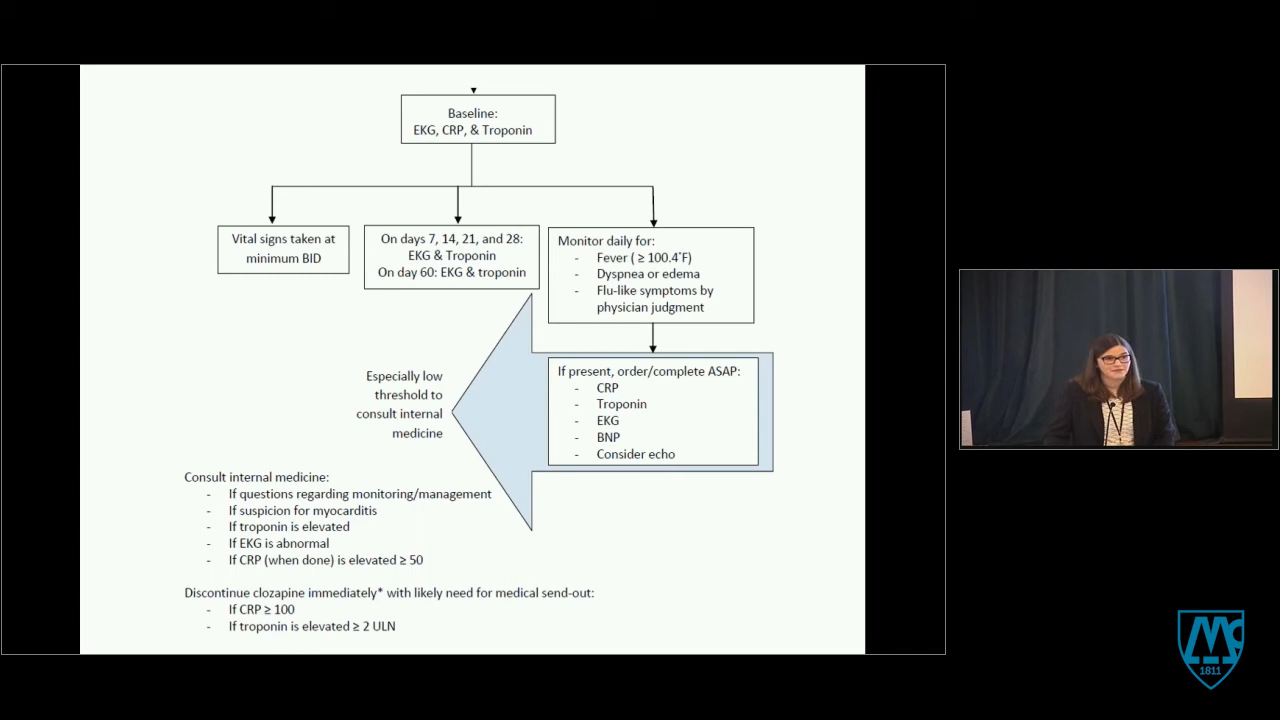 Baseline:
EKG, CRP, & Troponin
Vital signs taken at
minimum BID
On days 7, 14, 21, and 28:
EKG & Troponin
On day 60: EKG & troponin
Monitor daily for:
- Fever ( ≥ 100.4˚F)
- Dyspnea or edema
- Flu-like symptoms by
physician judgment
If present, order/complete ASAP:
- CRP
- Troponin
- EKG
- BNP
- Consider echo
Especially low
threshold to
consult internal
medicine
Consult internal medicine:
- If questions regarding monitoring/management
- If suspicion for myocarditis
- If troponin is elevated
- If EKG is abnormal
- If CRP (when done) is elevated ≥ 50
Discontinue clozapine immediately* with likely need for medical send-out:
- If CRP ≥ 100
- If troponin is elevated ≥ 2 ULN
1811